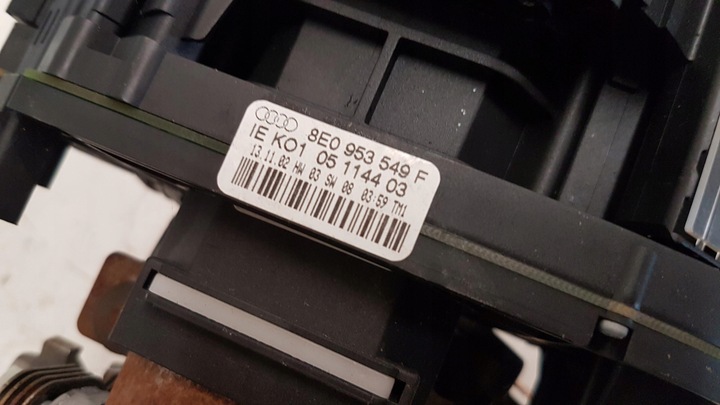 8E0 953 549 F
IE KO1 05 1144 03
13.11.02 HW 03 SW 08 03:59 TM1